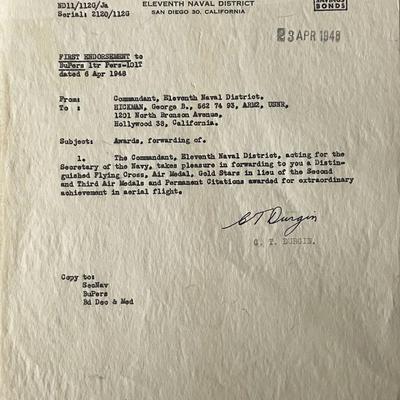 ND11/112G/Ja
Serial: 2120/112G
ELEVENTH NAVAL DISTRICT
SAN DIEGO 30, CALIFORNIA
BONDS
23 APR 1948
FIRST ENDORSEMENT to
BuPers ltr Pers-101T
dated 6 Apr 1948
From: Commandant, Eleventh Naval District.
To : HICKMAN, George B., 562 74 93, ARM2, USNR,
1201 North Bronson Avenue,
Hollywood 38, California.
Subject: Awards, forwarding of.
1. The Commandant, Eleventh Naval District, acting for the
Secretary of the Navy, takes pleasure in forwarding to you a Distin-
guished Flying Cross, Air Medal, Gold Stars in lieu of the Second
and Third Air Medals and Permanent Citations awarded for extraordinary
achievement in aerial flight.
C T Durgin
C. T. DURGIN.
Copy to:
SecNav
BuPers
Bd Dec & Med